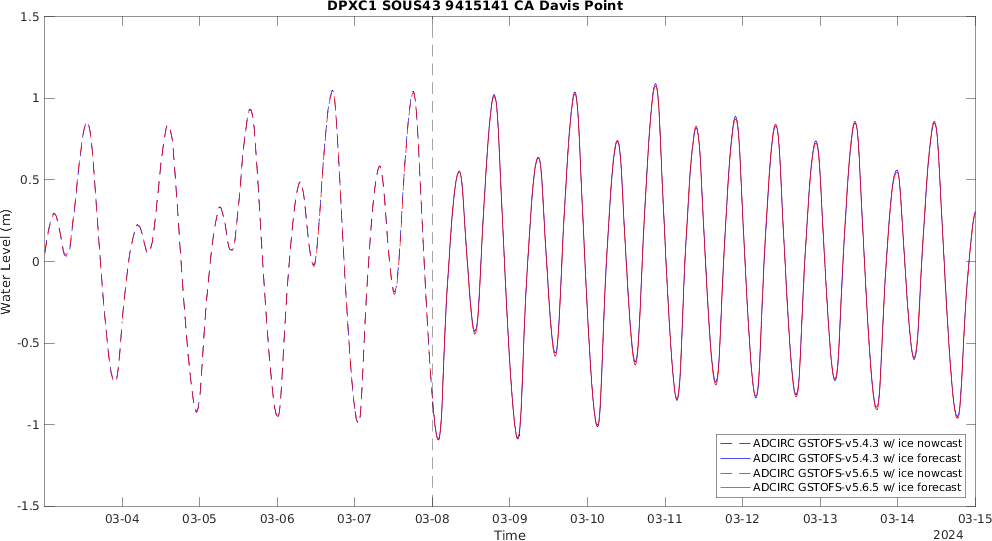 DPXC1 SOUS43 9415141 CA Davis Point
1.5
1
0.5
0
-0.5
-1
-1.5
Water Level (m)
03-04 03-05 03-06 03-07 03-08 03-09 03-10 03-11 03-12 03-13 03-14 03-15
Time
2024
ADCIRC GSTOFS-v5.4.3 w/ ice nowcast
ADCIRC GSTOFS-v5.4.3 w/ ice forecast
ADCIRC GSTOFS-v5.6.5 w/ ice nowcast
ADCIRC GSTOFS-v5.6.5 w/ ice forecast